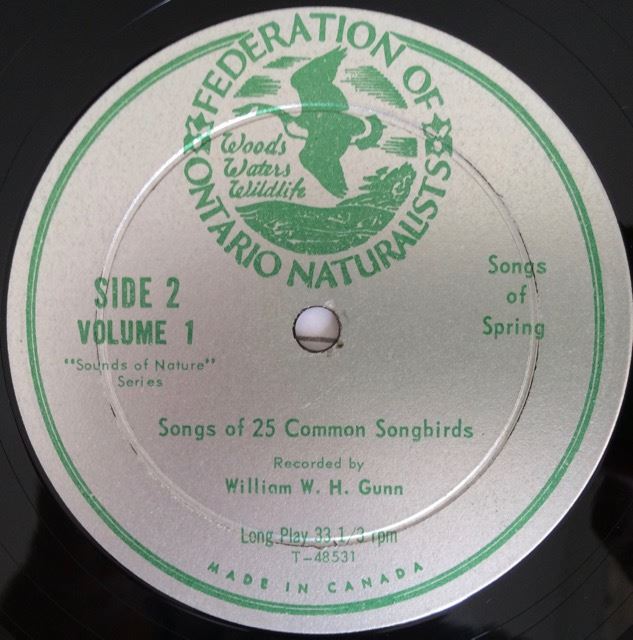 FEDERATION OF
ONTARIO NATURALISTS
Woods
Waters
Wildlife
SIDE 2
VOLUME 1
"Sounds of Nature"
Series
Songs
of
Spring
Songs of 25 Common Songbirds
Recorded by
William W. H. Gunn
Long Play 33 1/3 rpm
T-48531
MADE IN CANADA